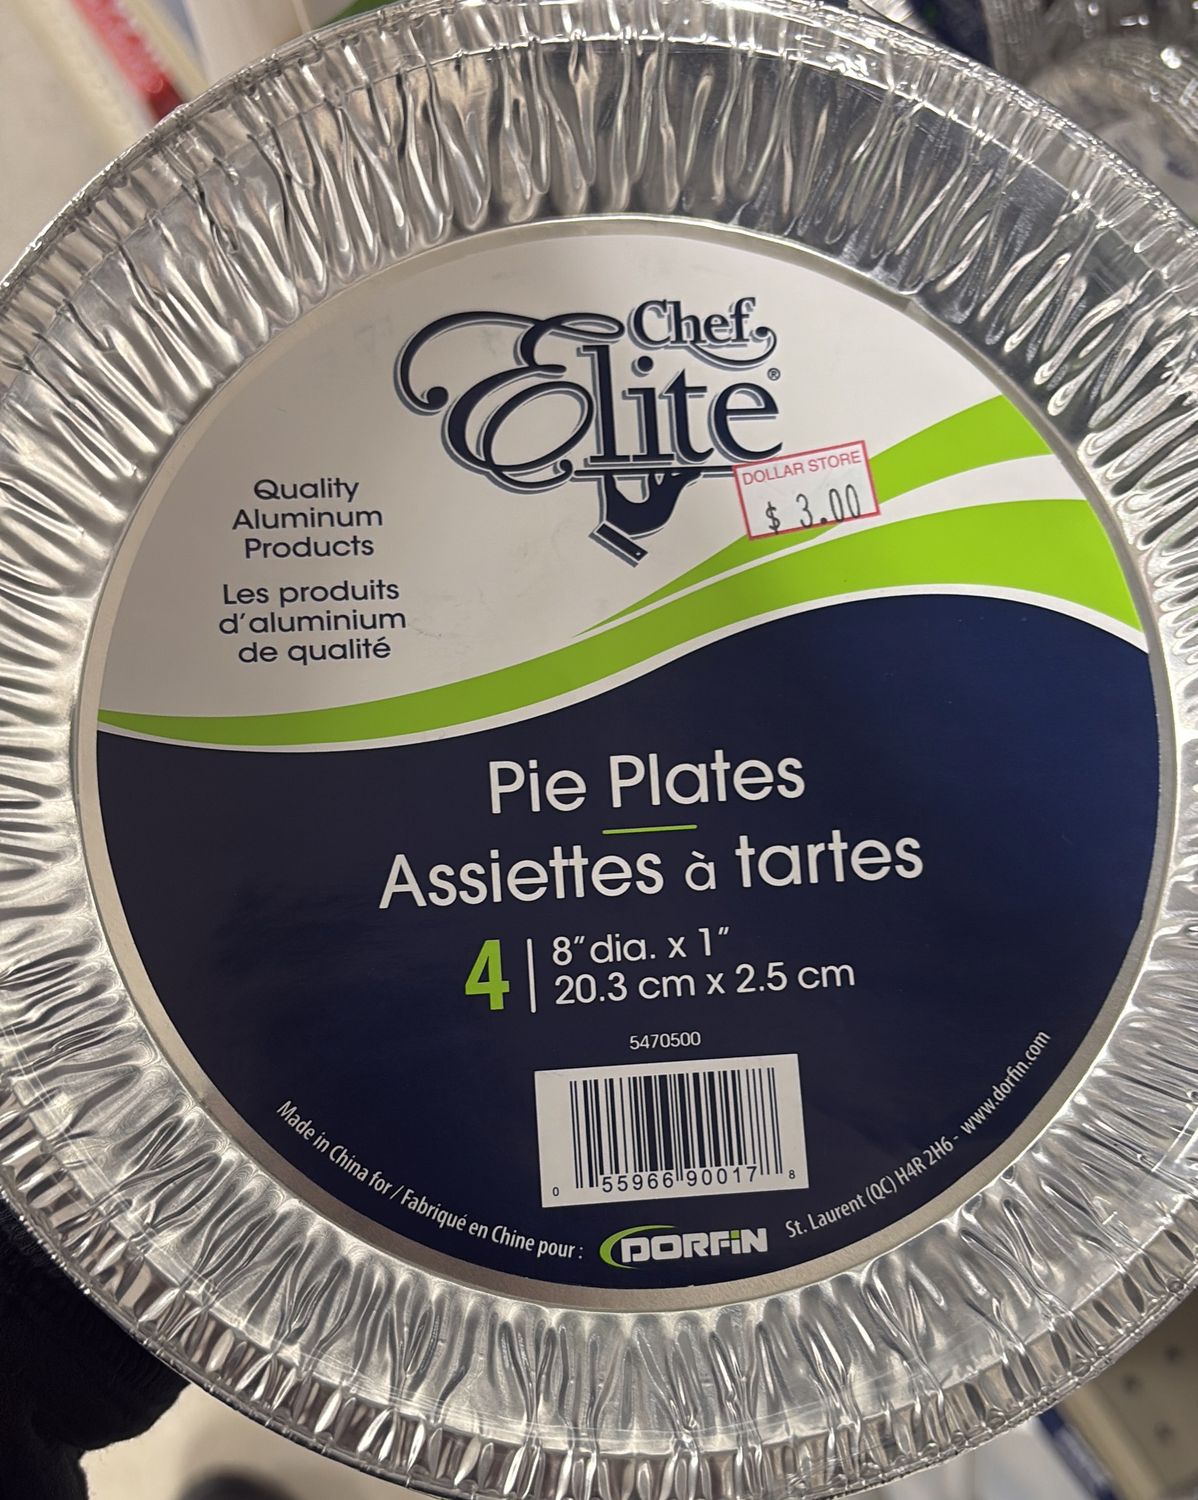 Chef
Elite®
DOLLAR STORE
$ 3.00
Quality
Aluminum
Products
Les produits
d'aluminium
de qualité
Pie Plates
Assiettes à tartes
4
8" dia. x 1"
20.3 cm x 2.5 cm
5470500
0 55966 90017 8
Made in China for / Fabriqué en Chine pour :
DORFIN
St. Laurent (QC) H4R 2H6 - www.dorfin.com